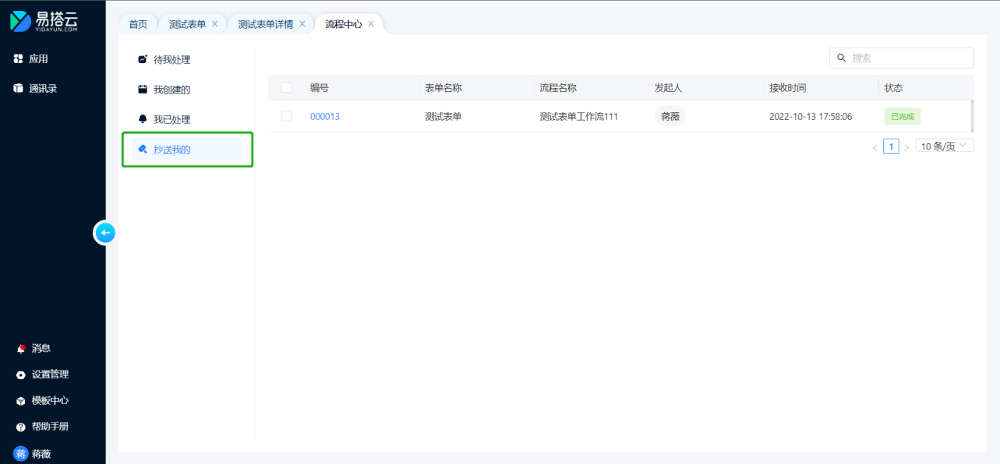 易搭云
YIDAYUN.COM
应用
通讯录
消息
设置管理
模板中心
帮助手册
蒋 蒋薇
首页 测试表单 测试表单详情 流程中心
待我处理
我创建的
我已处理
抄送我的
搜索
编号 表单名称 流程名称 发起人 接收时间 状态
000013 测试表单 测试表单工作流111 蒋薇 2022-10-13 17:58:06 已完成
< 1 > 10 条/页